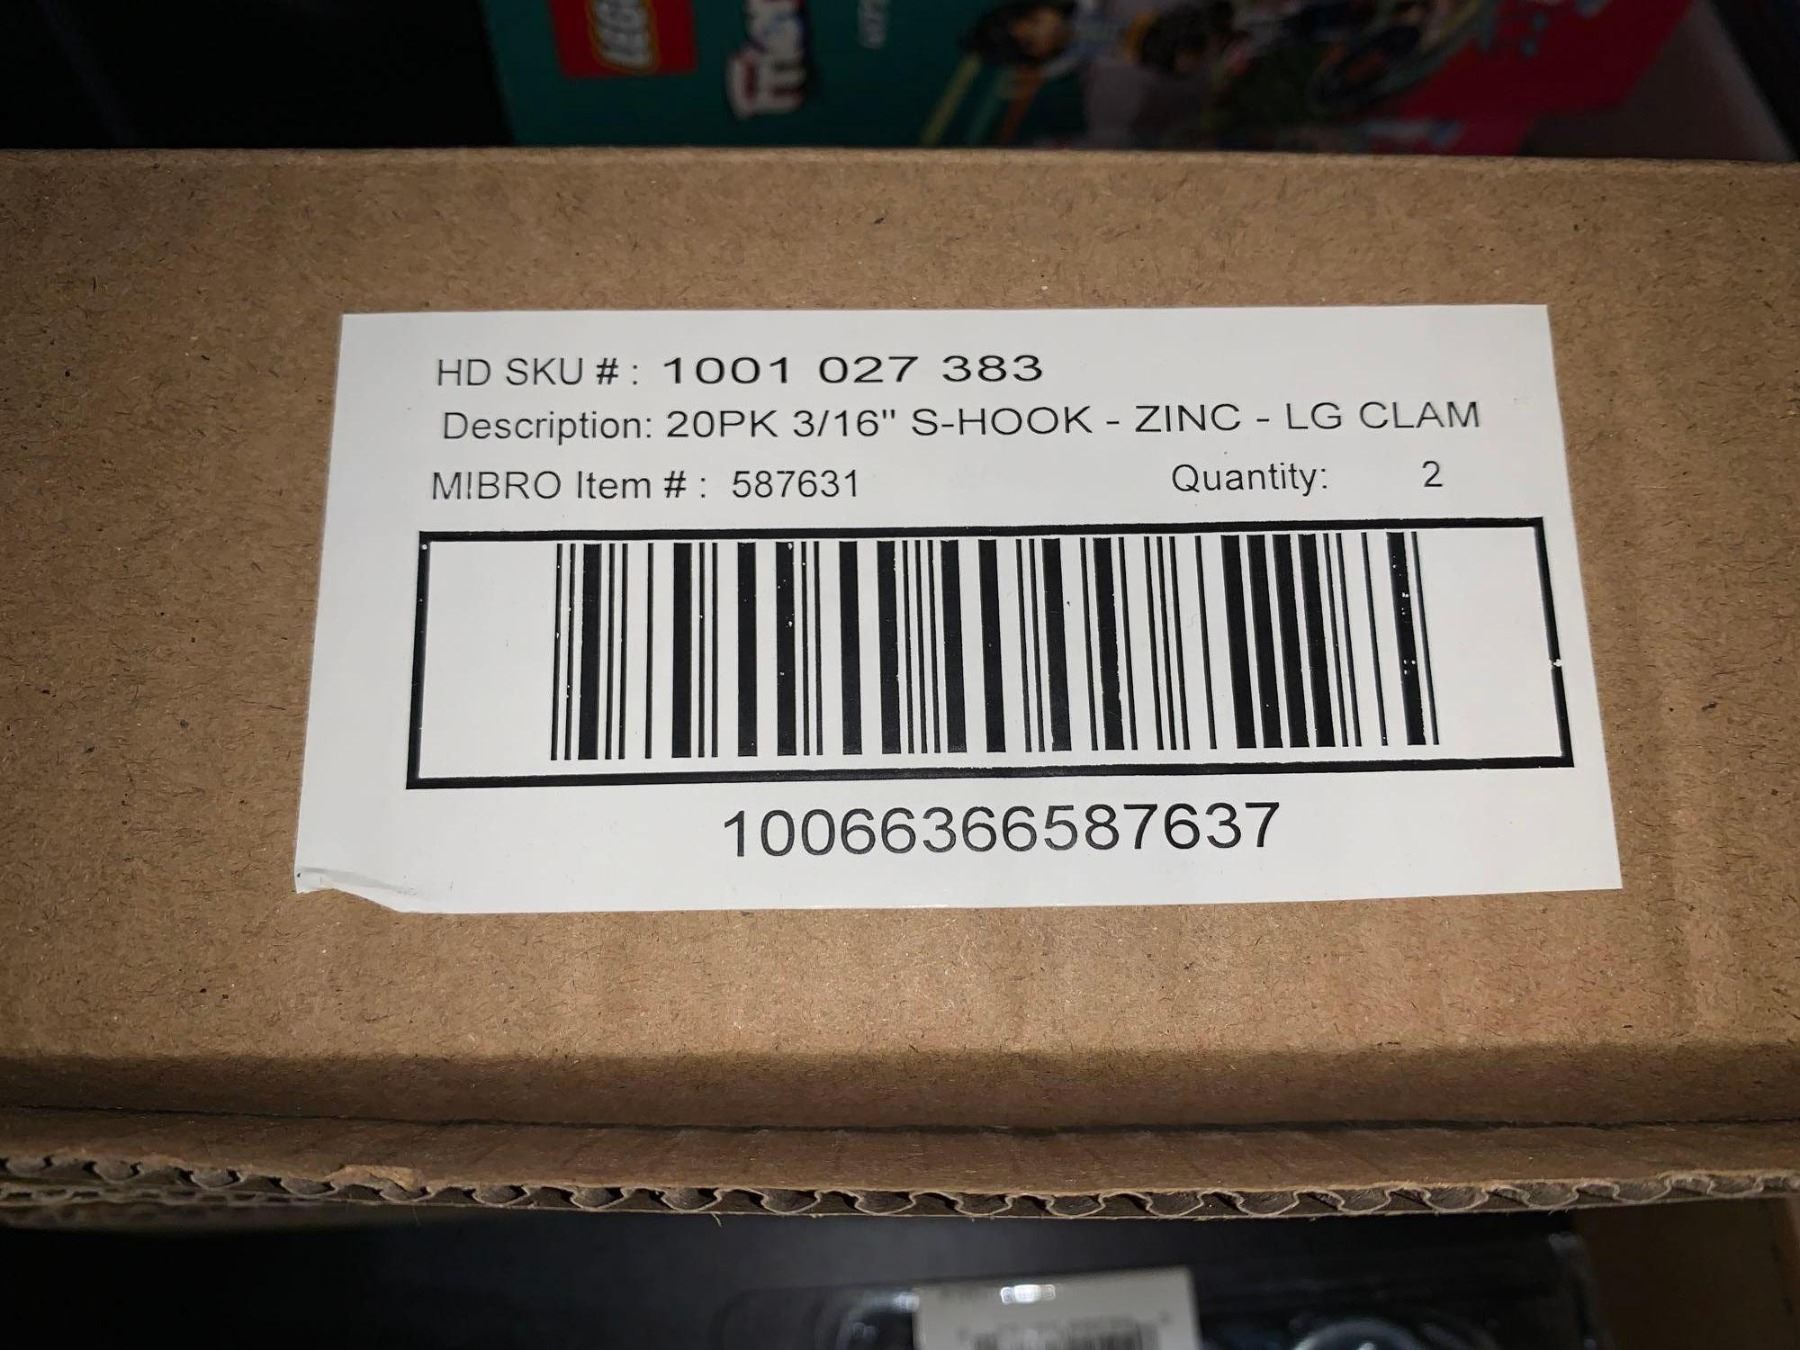 LEGO
HD SKU # : 1001 027 383
Description: 20PK 3/16" S-HOOK - ZINC - LG CLAM
MIBRO Item # : 587631 Quantity: 2
10066366587637